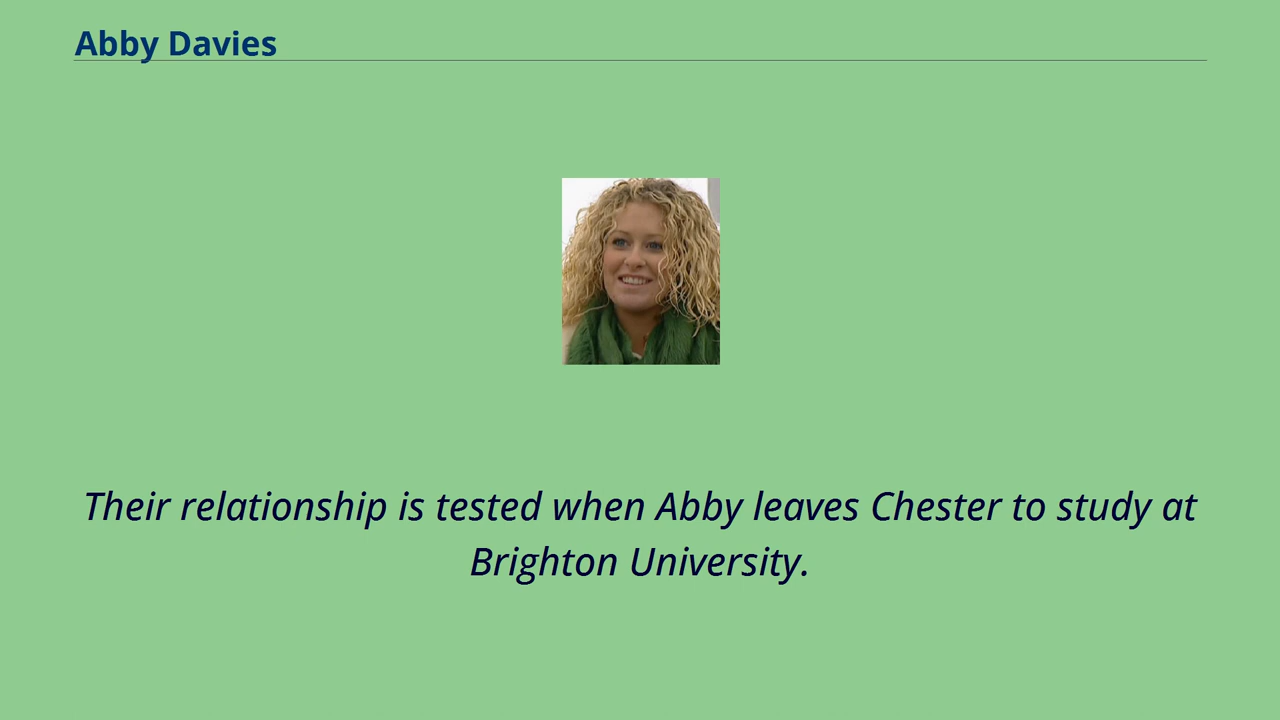 Abby Davies
Their relationship is tested when Abby leaves Chester to study at
Brighton University.